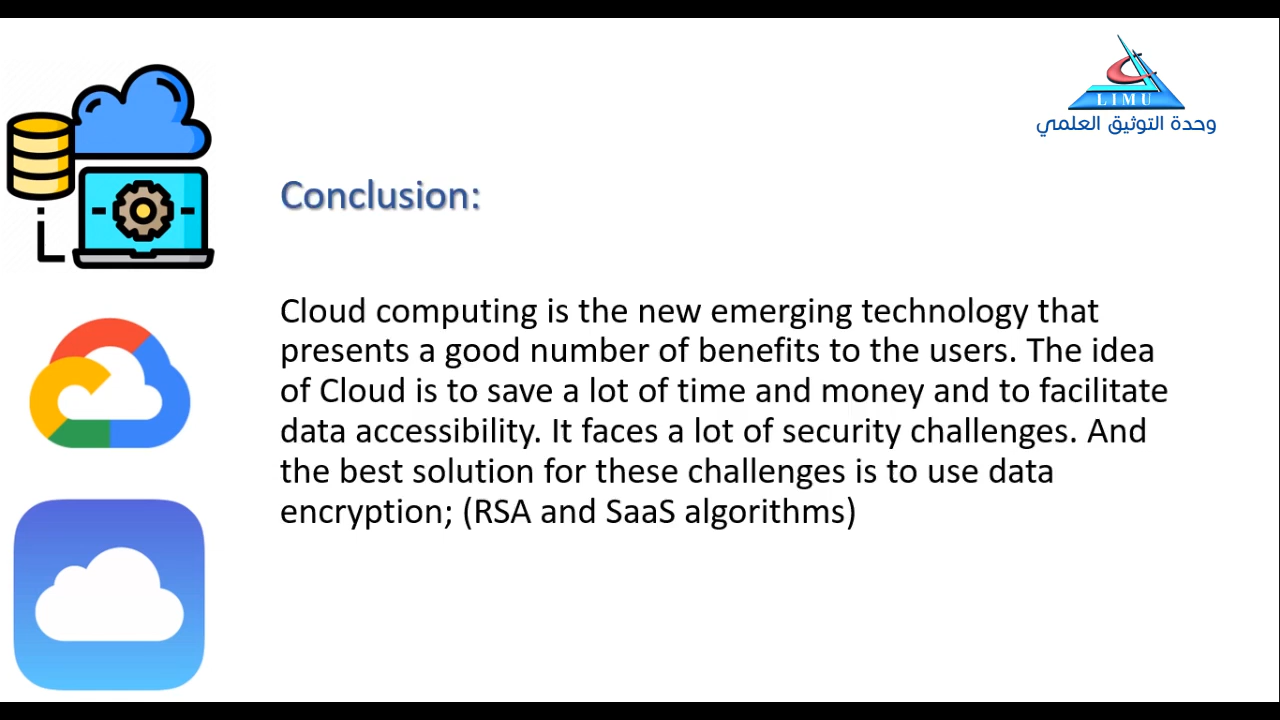 LIMU
وحدة التوثيق العلمي
Conclusion:
Cloud computing is the new emerging technology that
presents a good number of benefits to the users. The idea
of Cloud is to save a lot of time and money and to facilitate
data accessibility. It faces a lot of security challenges. And
the best solution for these challenges is to use data
encryption; (RSA and SaaS algorithms)